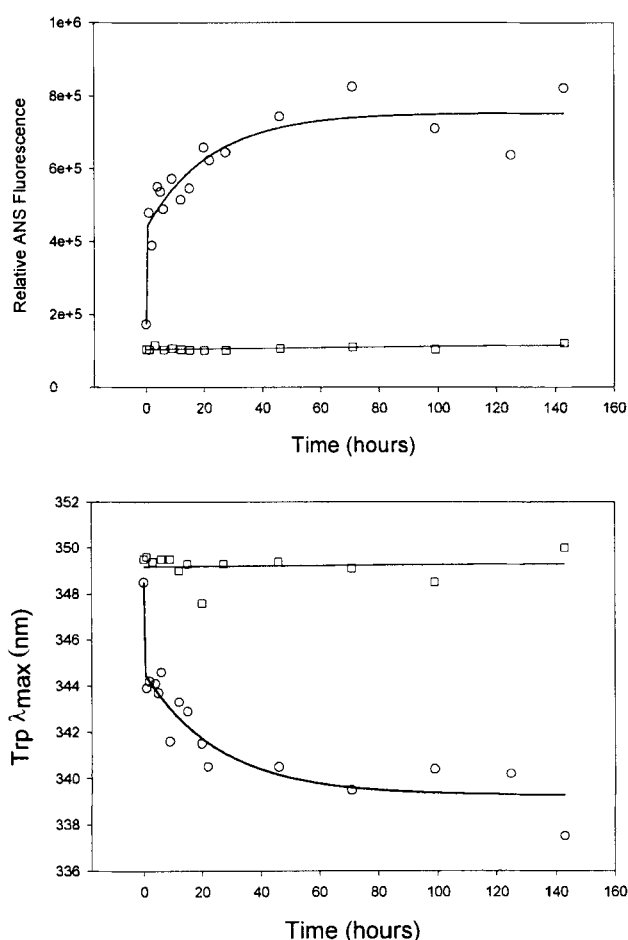 1e+6
8e+5
6e+5
4e+5
2e+5
0
Relative ANS Fluorescence
0 20 40 60 80 100 120 140 160
Time (hours)
352
350
348
346
344
342
340
338
336
Trp λmax (nm)
0 20 40 60 80 100 120 140 160
Time (hours)